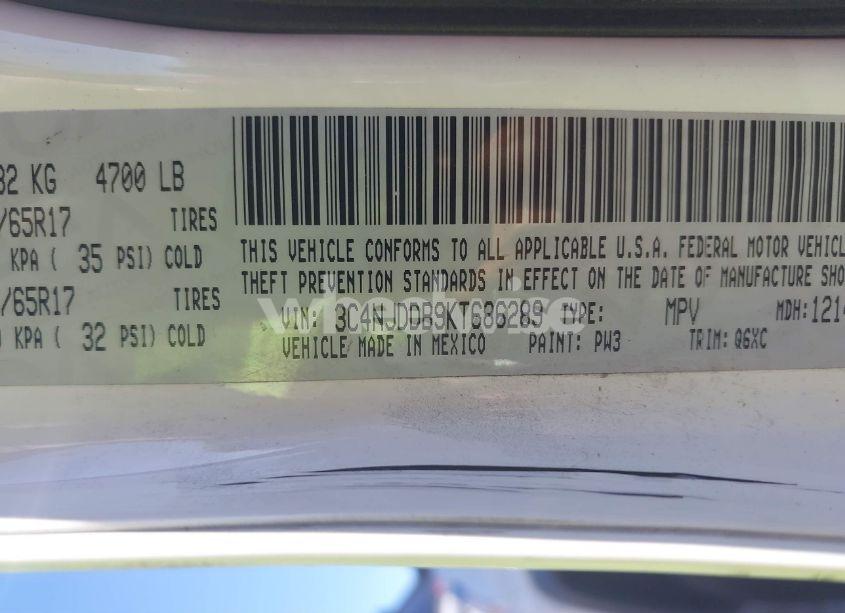 32 KG 4700 LB
/65R17 TIRES
KPA ( 35 PSI) COLD
/65R17 TIRES
KPA ( 32 PSI) COLD
THIS VEHICLE CONFORMS TO ALL APPLICABLE U.S.A. FEDERAL MOTOR VEHICL
THEFT PREVENTION STANDARDS IN EFFECT ON THE DATE OF MANUFACTURE SHO
VIN: 3C4NJDDB9KT686289 TYPE: MPV MDH:1214
VEHICLE MADE IN MEXICO PAINT: PW3 TRIM: Q6XC